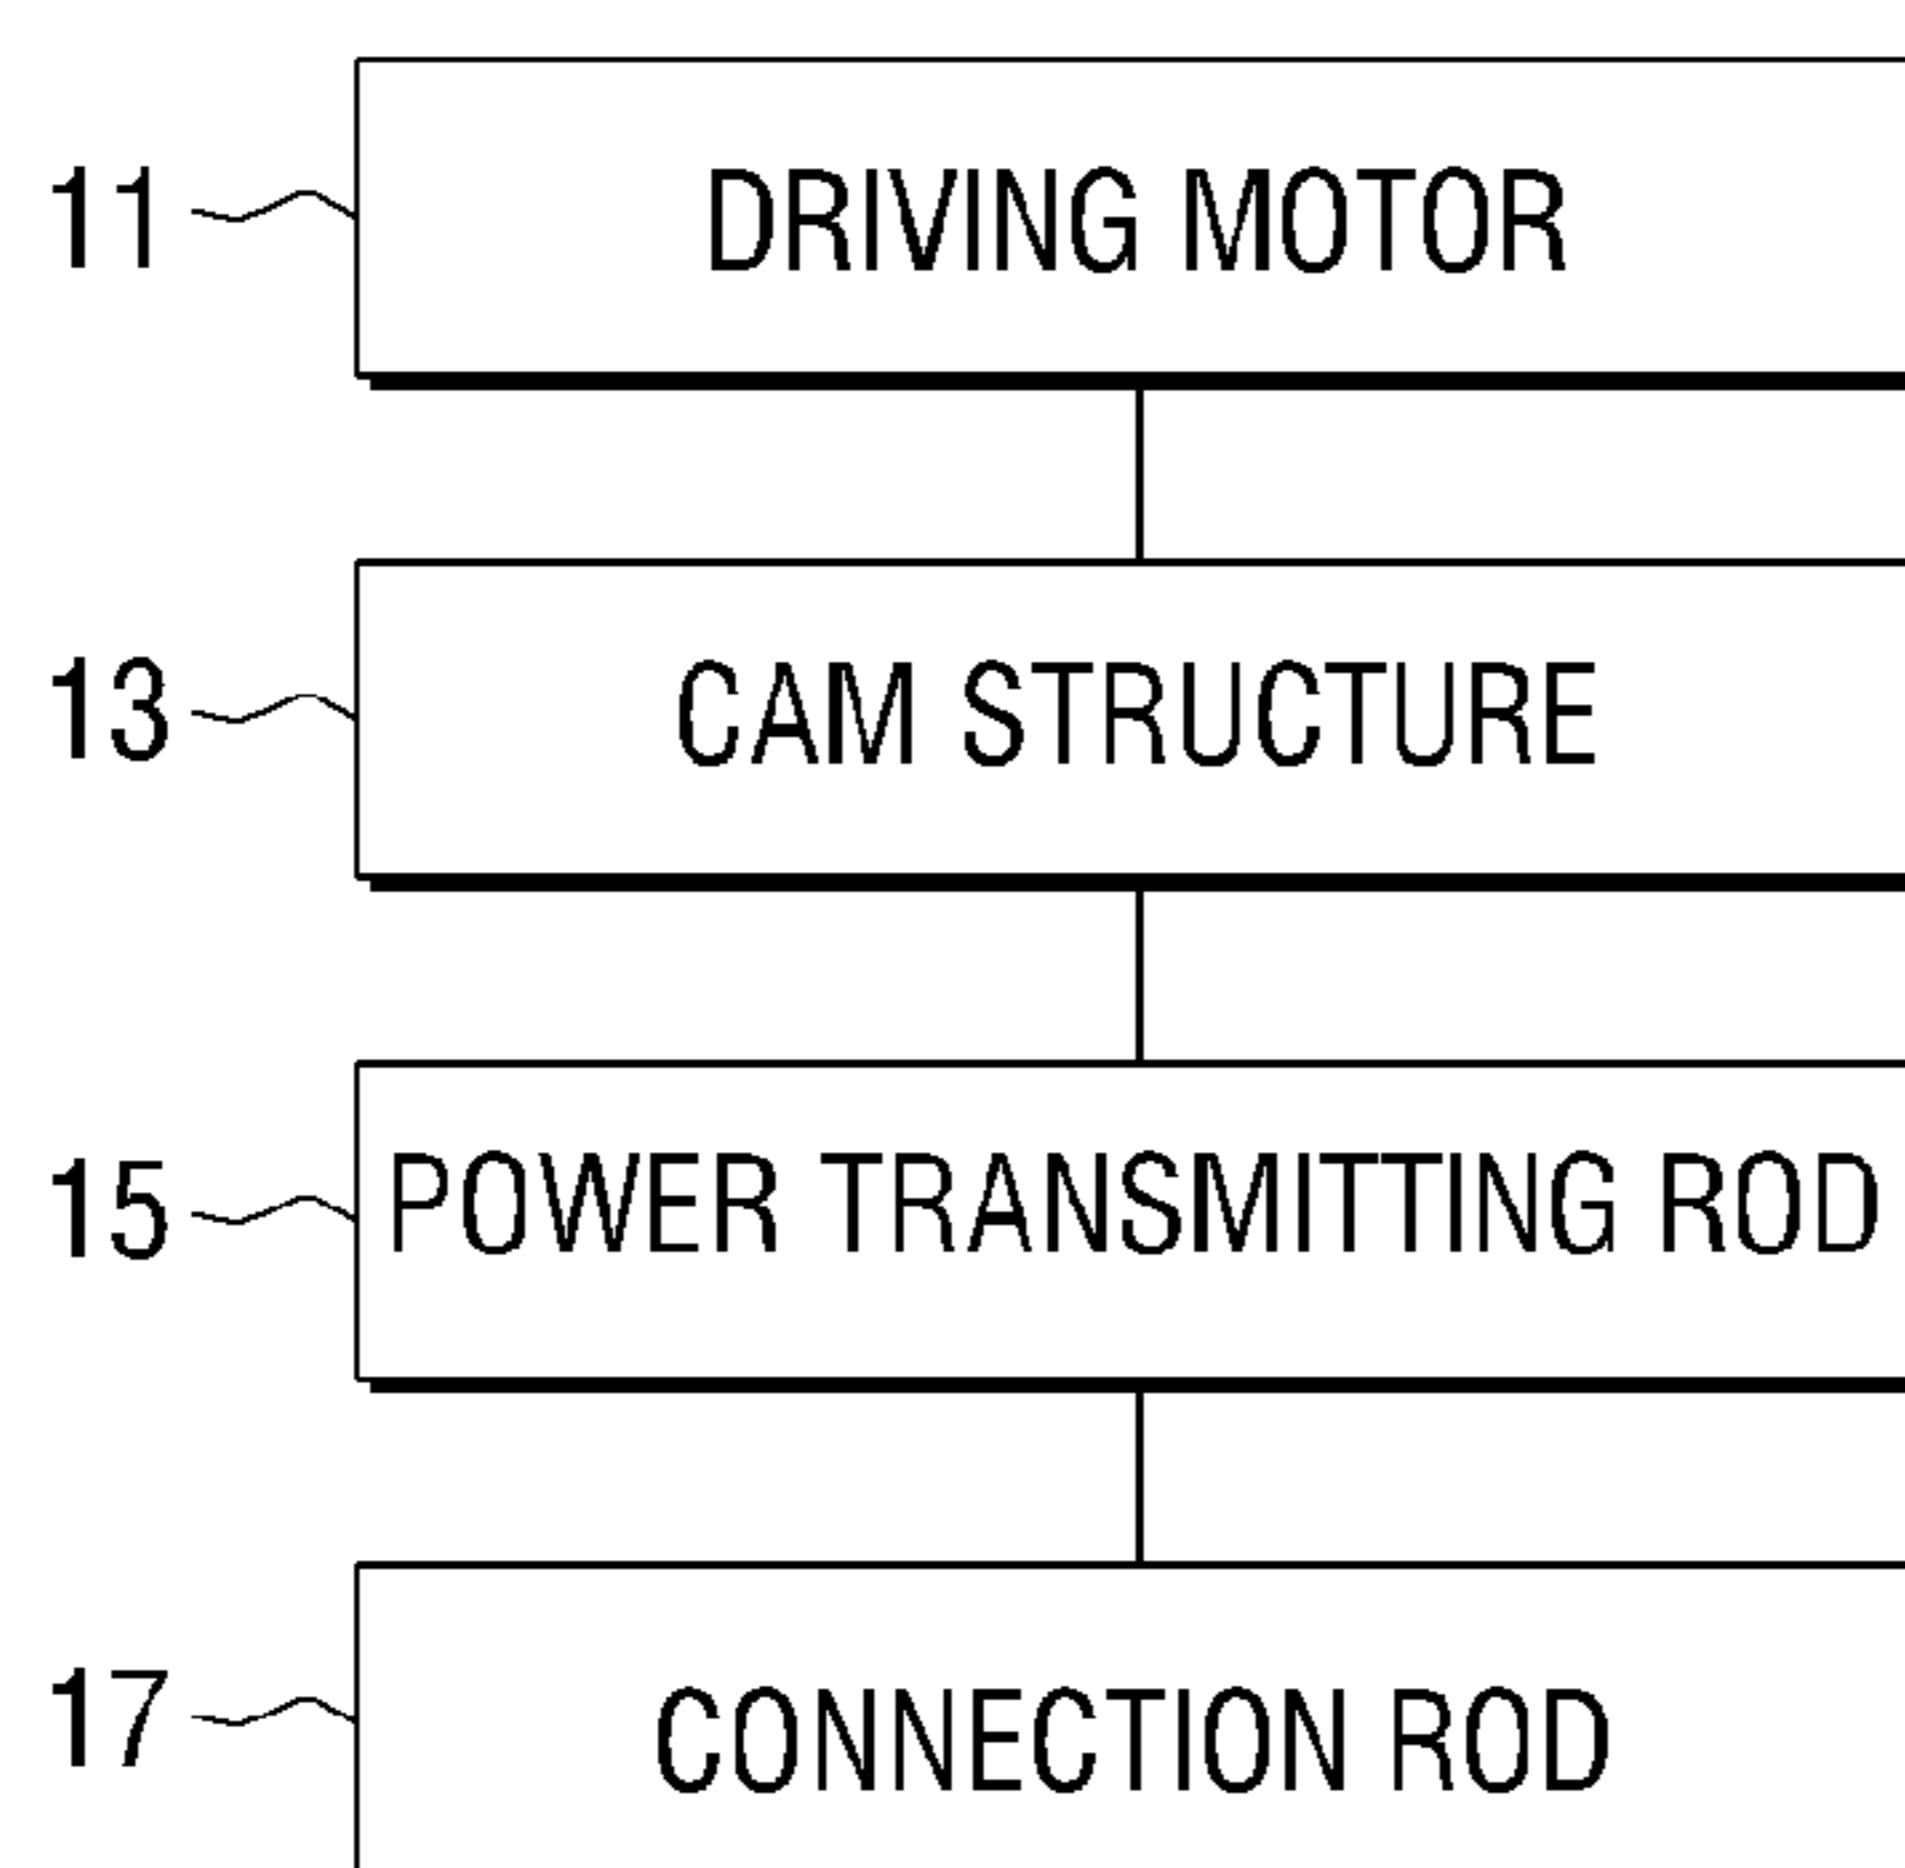 11 DRIVING MOTOR
13 CAM STRUCTURE
15 POWER TRANSMITTING ROD
17 CONNECTION ROD